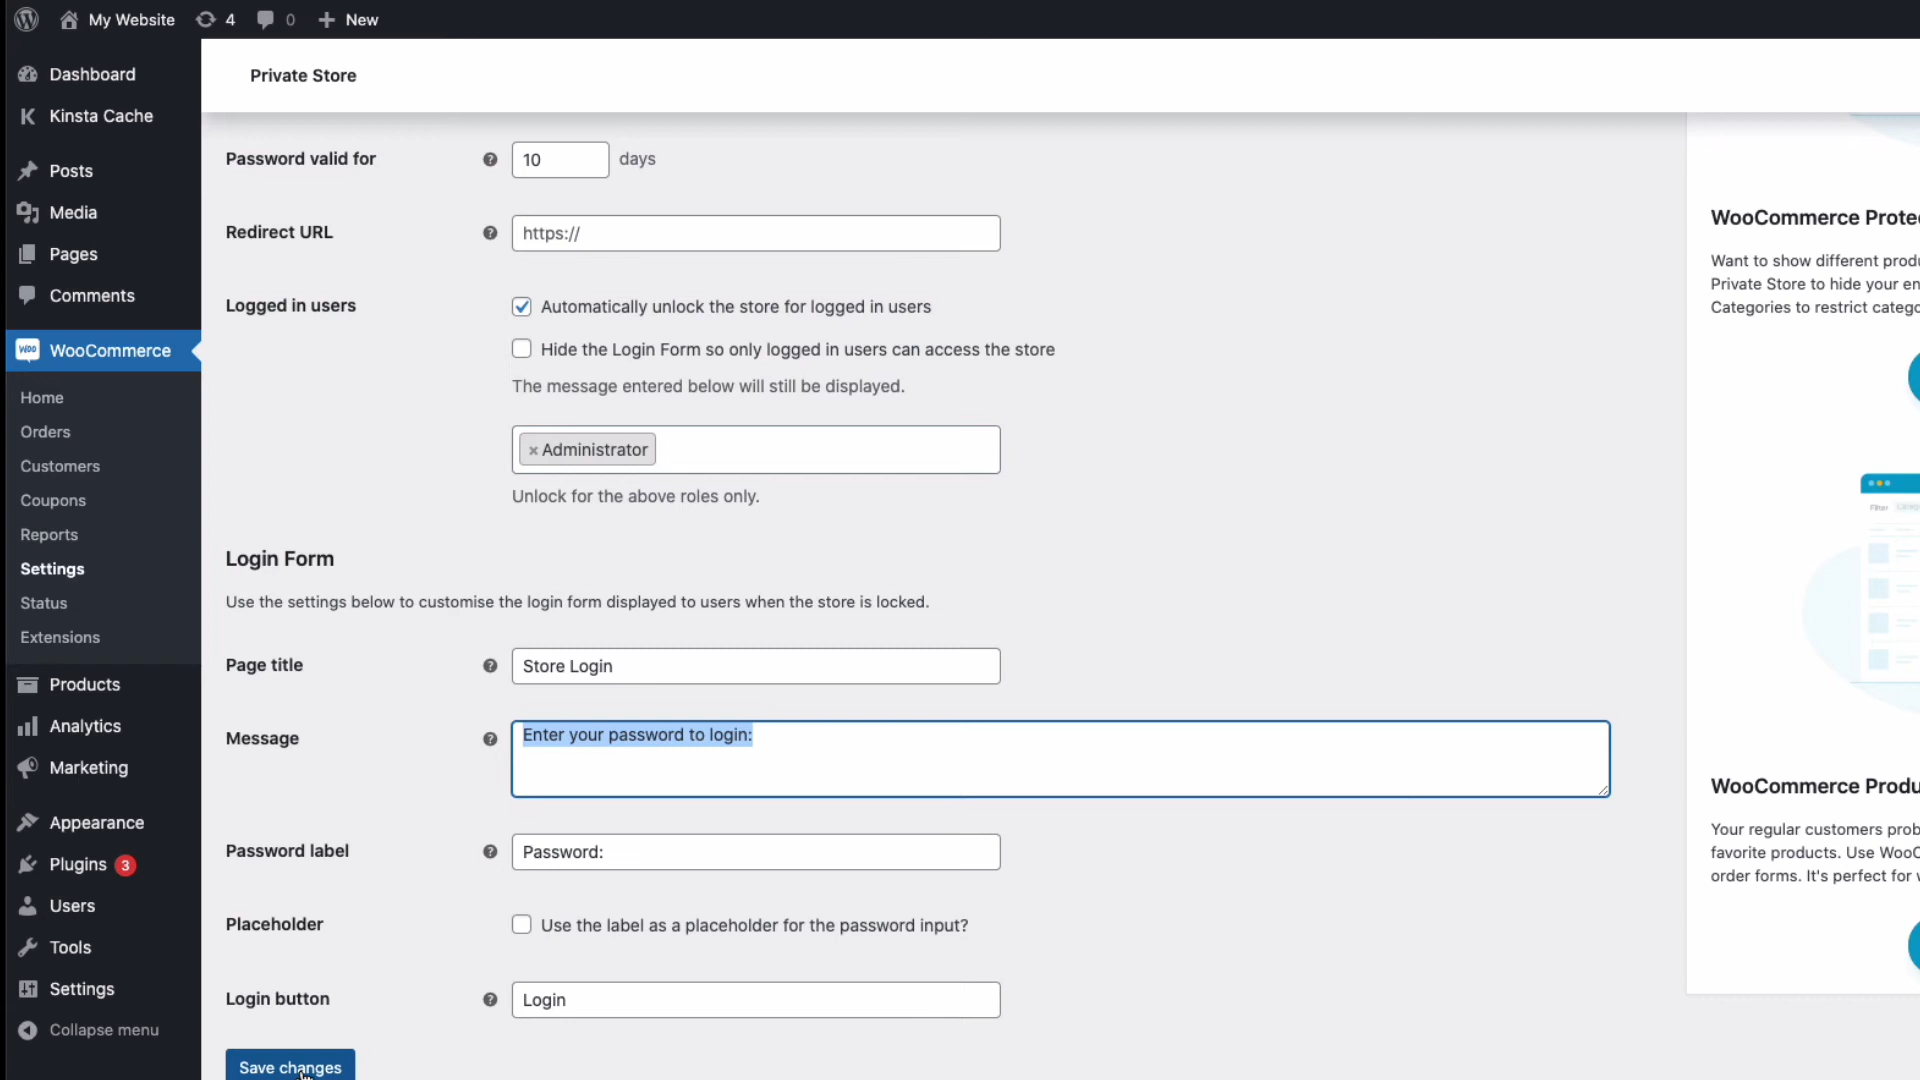 My Website 4 0 New
Dashboard
Kinsta Cache
Posts
Media
Pages
Comments
WooCommerce
Home
Orders
Customers
Coupons
Reports
Settings
Status
Extensions
Products
Analytics
Marketing
Appearance
Plugins 3
Users
Tools
Settings
Collapse menu
Private Store
Password valid for
10 days
Redirect URL
https://
Logged in users
Automatically unlock the store for logged in users
Hide the Login Form so only logged in users can access the store
The message entered below will still be displayed.
× Administrator
Unlock for the above roles only.
Login Form
Use the settings below to customise the login form displayed to users when the store is locked.
Page title
Store Login
Message
Enter your password to login:
Password label
Password:
Placeholder
Use the label as a placeholder for the password input?
Login button
Login
Save changes
WooCommerce
Want to show different
Private Store to hide your
Categories to restrict
Filter
WooCommerce
Your regular customers
favorite products. Use
order forms. It's perfect for